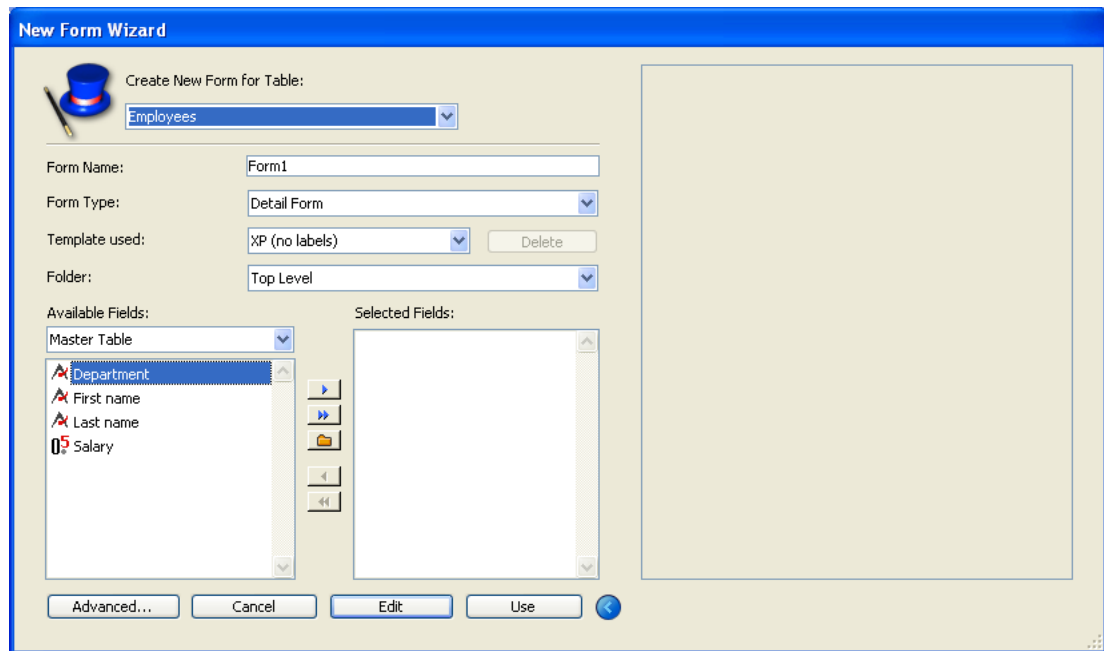 New Form Wizard
Create New Form for Table:
Employees
Form Name:
Form1
Form Type:
Detail Form
Template used:
XP (no labels)
Delete
Folder:
Top Level
Available Fields:
Selected Fields:
Master Table
Department
First name
Last name
0.5 Salary
Advanced...
Cancel
Edit
Use